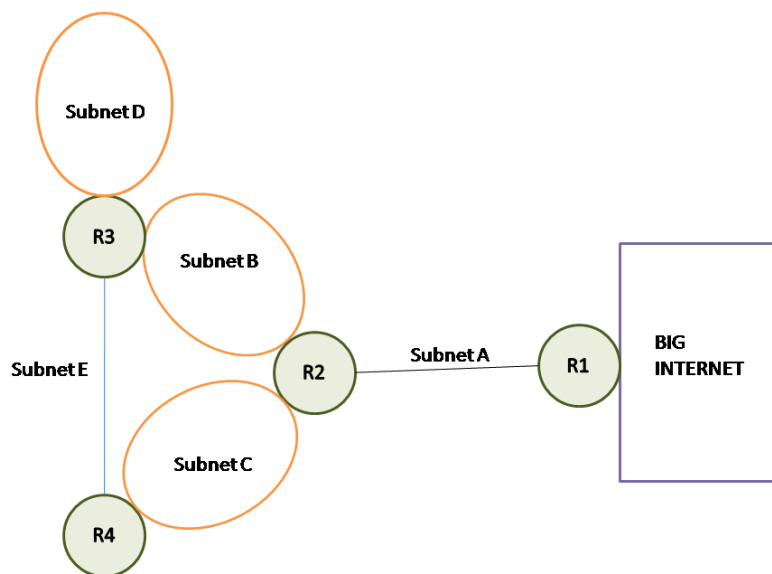 Subnet D
R3
Subnet B
BIG
INTERNET
Subnet A
R1
Subnet E
R2
Subnet C
R4